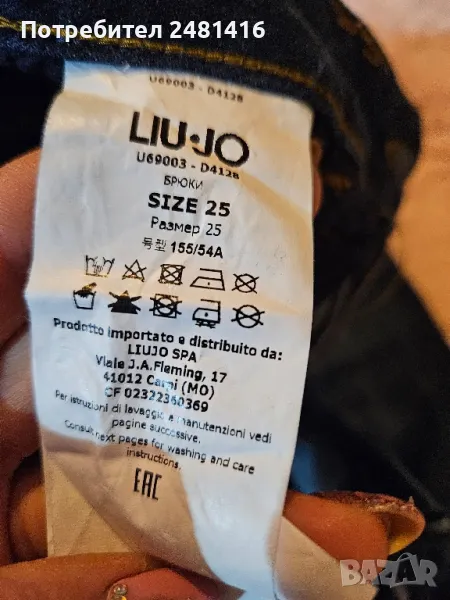 Потребител 2481416
U69003 - D4128
LIU·JO
U69003 - D4128
БРЮКИ
SIZE 25
Размер 25
号型 155/54A
Prodotto importato e distribuito da:
LIUJO SPA
Viale J.A.Fleming, 17
41012 Carpi (MO)
CF 02322360369
Per istruzioni di lavaggio e manutenzioni vedi
pagine successive.
Consult next pages for washing and care
instructions.
EAC
bazar